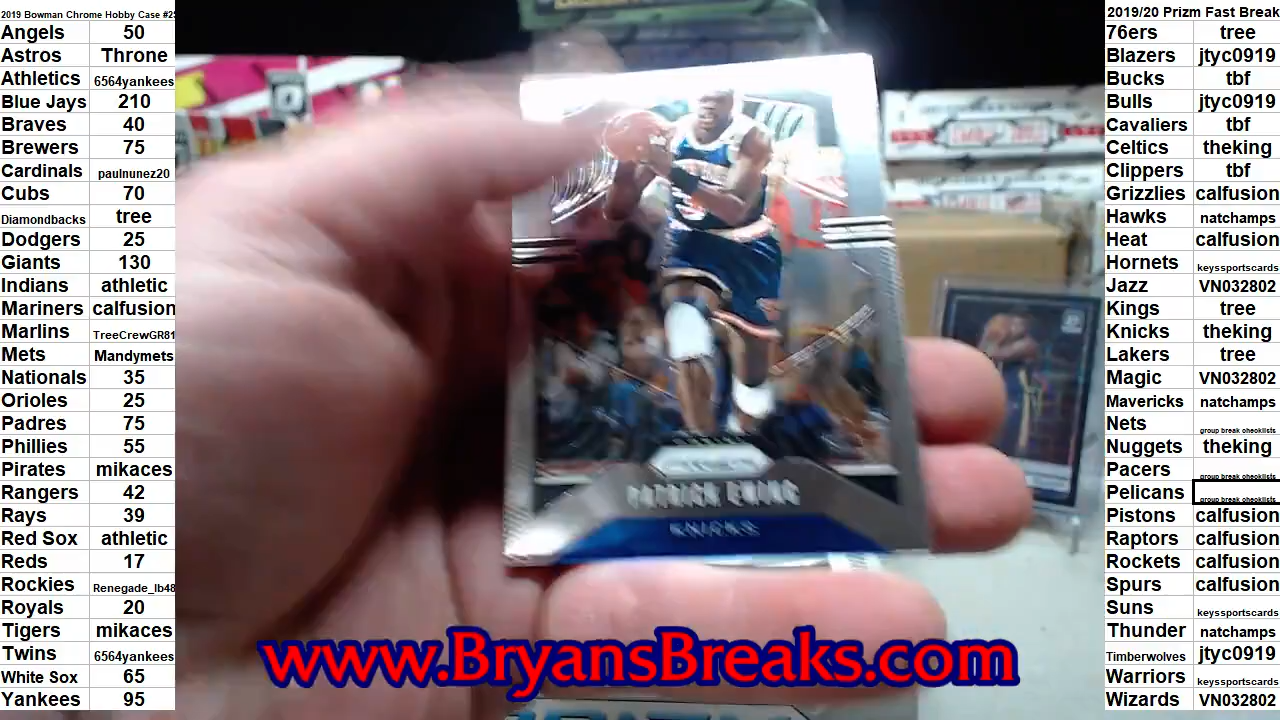 2019 Bowman Chrome Hobby Case #2
Angels 50
Astros Throne
Athletics 6564yankees
Blue Jays 210
Braves 40
Brewers 75
Cardinals paulnunez20
Cubs 70
Diamondbacks tree
Dodgers 25
Giants 130
Indians athletic
Mariners calfusion
Marlins TreeCrewGR81
Mets Mandymets
Nationals 35
Orioles 25
Padres 75
Phillies 55
Pirates mikaces
Rangers 42
Rays 39
Red Sox athletic
Reds 17
Rockies Renegade_lb48
Royals 20
Tigers mikaces
Twins 6564yankees
White Sox 65
Yankees 95
PATRICK EWING
KNICKS
www.BryansBreaks.com
2019/20 Prizm Fast Break
76ers tree
Blazers jtyc0919
Bucks tbf
Bulls jtyc0919
Cavaliers tbf
Celtics theking
Clippers tbf
Grizzlies calfusion
Hawks natchamps
Heat calfusion
Hornets keyssportscards
Jazz VN032802
Kings tree
Knicks theking
Lakers tree
Magic VN032802
Mavericks natchamps
Nets group break checklists
Nuggets theking
Pacers group break checklists
Pelicans group break checklists
Pistons calfusion
Raptors calfusion
Rockets calfusion
Spurs calfusion
Suns keyssportscards
Thunder natchamps
Timberwolves jtyc0919
Warriors keyssportscards
Wizards VN032802